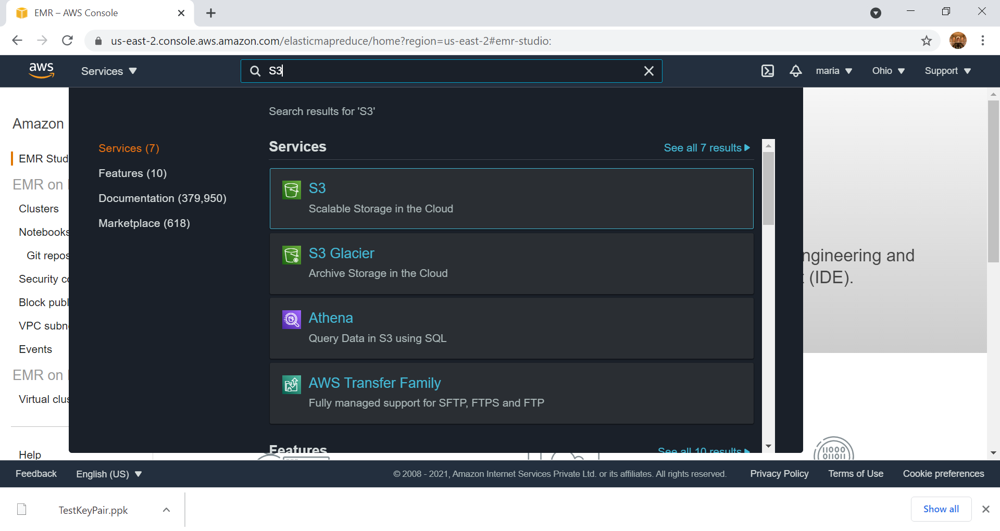 EMR – AWS Console
us-east-2.console.aws.amazon.com/elasticmapreduce/home?region=us-east-2#emr-studio:
aws
Services
S3
maria
Ohio
Support
Search results for 'S3'
Amazon
EMR Stud
EMR on
Clusters
Notebooks
Git repos
Security co
Block publ
VPC subn
Events
EMR on
Virtual clus
Help
Services (7)
Features (10)
Documentation (379,950)
Marketplace (618)
Services
See all 7 results
S3
Scalable Storage in the Cloud
S3 Glacier
Archive Storage in the Cloud
Athena
Query Data in S3 using SQL
AWS Transfer Family
Fully managed support for SFTP, FTPS and FTP
Features
See all 10 results
ngineering and
(IDE).
11000
011011
Feedback
English (US)
© 2008 - 2021, Amazon Internet Services Private Ltd. or its affiliates. All rights reserved.
Privacy Policy
Terms of Use
Cookie preferences
TestKeyPair.ppk
Show all